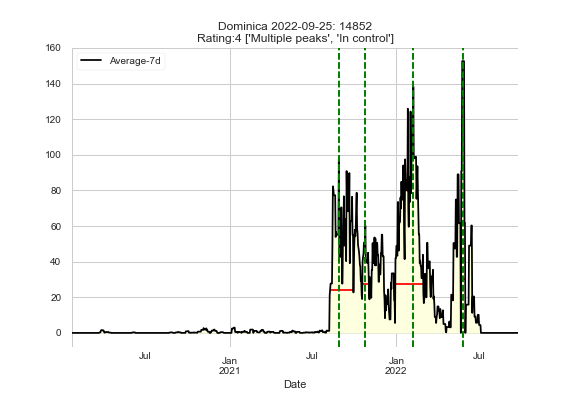 Dominica 2022-09-25: 14852
Rating:4 ['Multiple peaks', 'In control']
Average-7d
160
140
120
100
80
60
40
20
0
Jul
Jan
2021
Jul
Jan
2022
Jul
Date